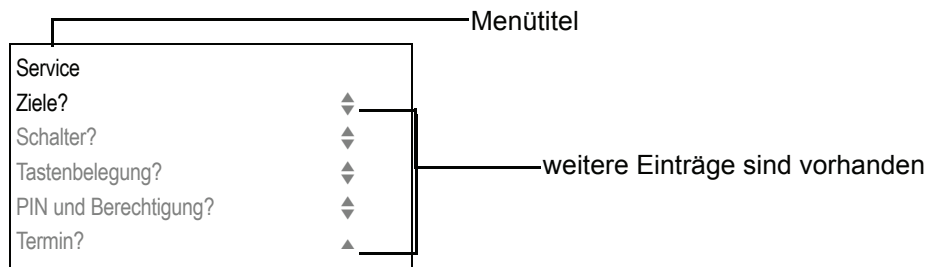 Menütitel
Service
Ziele?
Schalter?
Tastenbelegung?
PIN und Berechtigung?
Termin?
weitere Einträge sind vorhanden